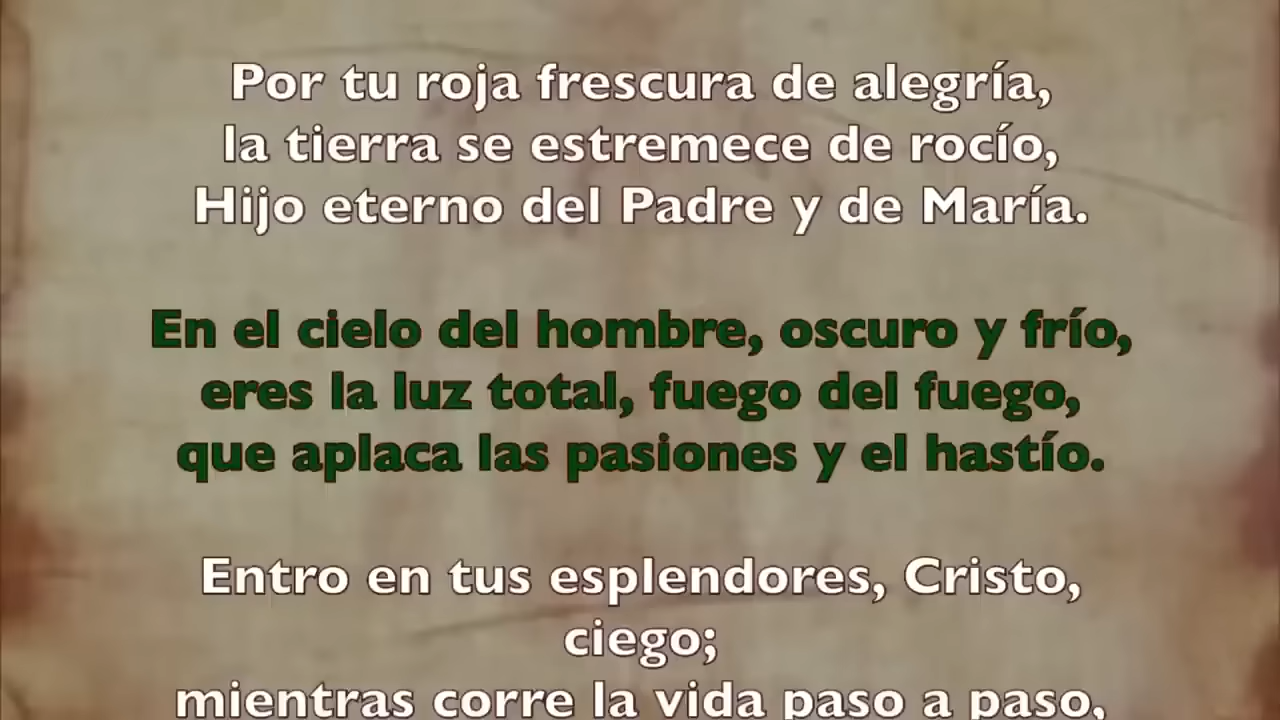 Por tu roja frescura de alegría,
la tierra se estremece de rocío,
Hijo eterno del Padre y de María.
En el cielo del hombre, oscuro y frío,
eres la luz total, fuego del fuego,
que aplaca las pasiones y el hastío.
Entro en tus esplendores, Cristo,
ciego;
mientras corre la vida paso a paso,